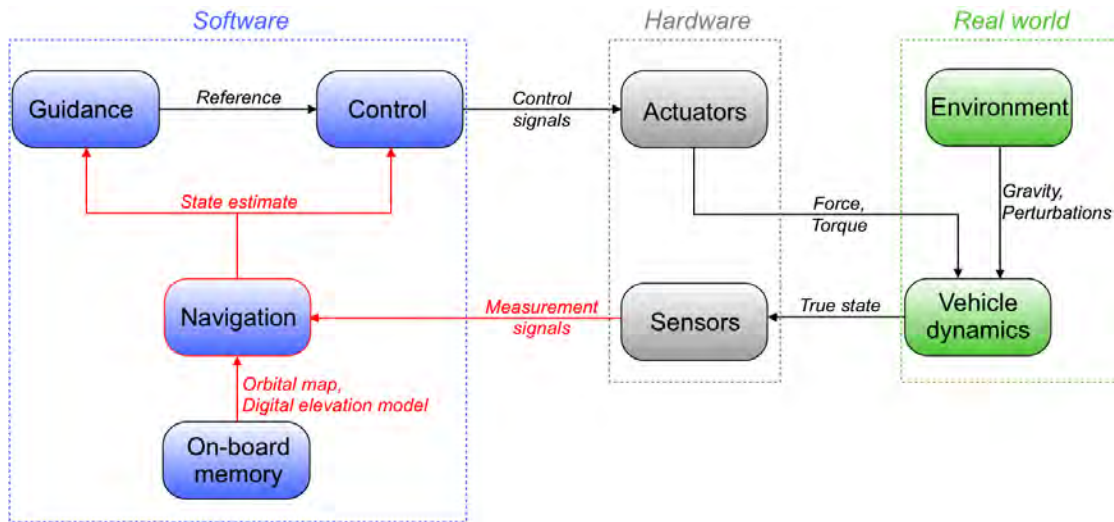 Software
Hardware
Real world
Guidance
Reference
Control
Control
signals
Actuators
Environment
State estimate
Force,
Torque
Gravity,
Perturbations
Navigation
Measurement
signals
Sensors
True state
Vehicle
dynamics
Orbital map,
Digital elevation model
On-board
memory